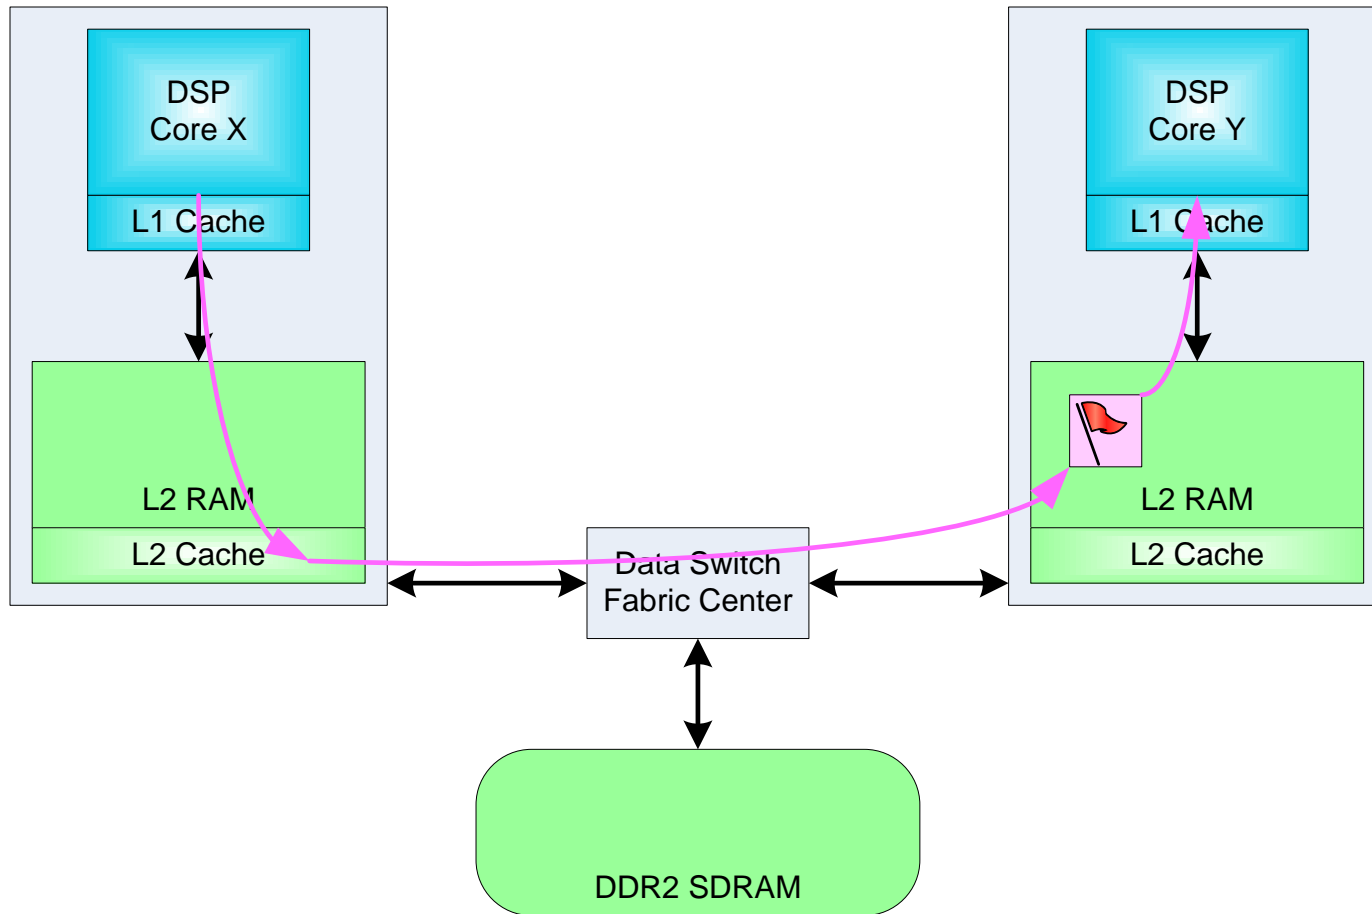 DSP
Core X
L1 Cache
L2 RAM
L2 Cache
DSP
Core Y
L1 Cache
L2 RAM
L2 Cache
Data Switch
Fabric Center
DDR2 SDRAM